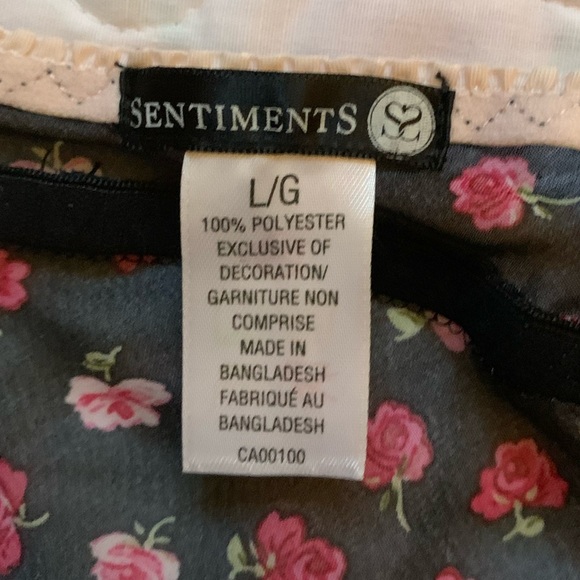 SENTIMENTS
L/G
100% POLYESTER
EXCLUSIVE OF
DECORATION/
GARNITURE NON
COMPRISE
MADE IN
BANGLADESH
FABRIQUÉ AU
BANGLADESH
CA00100